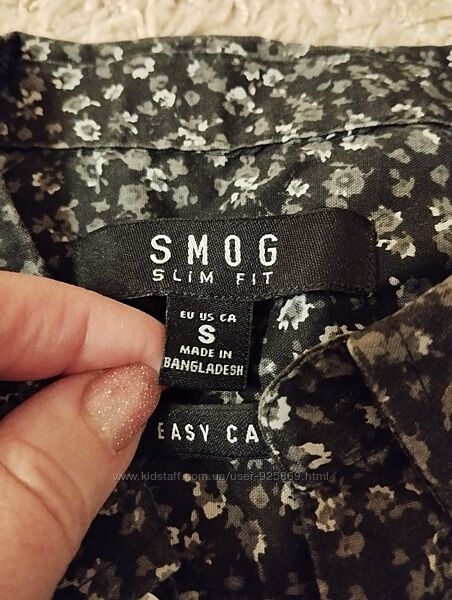 SMOG
SLIM FIT
EU US CA
S
MADE IN
BANGLADESH
EASY CA
www.kidstaff.com.ua/user-925669.html